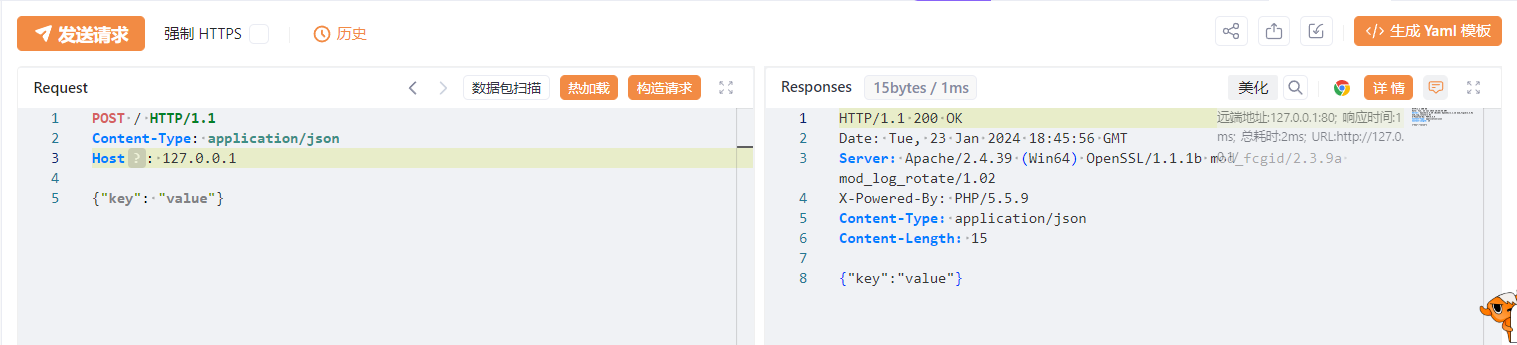 发送请求 强制 HTTPS 历史 </> 生成 Yaml 模板
Request 数据包扫描 热加载 构造请求
1 POST / HTTP/1.1
2 Content-Type: application/json
3 Host ? : 127.0.0.1
4
5 {"key": "value"}
Responses 15bytes / 1ms 美化 详情
1 HTTP/1.1 200 OK
远端地址:127.0.0.1:80; 响应时间:1
ms; 总耗时:2ms; URL:http://127.0.
2 Date: Tue, 23 Jan 2024 18:45:56 GMT
3 Server: Apache/2.4.39 (Win64) OpenSSL/1.1.1b mod_fcgid/2.3.9a
mod_log_rotate/1.02
4 X-Powered-By: PHP/5.5.9
5 Content-Type: application/json
6 Content-Length: 15
7
8 {"key":"value"}